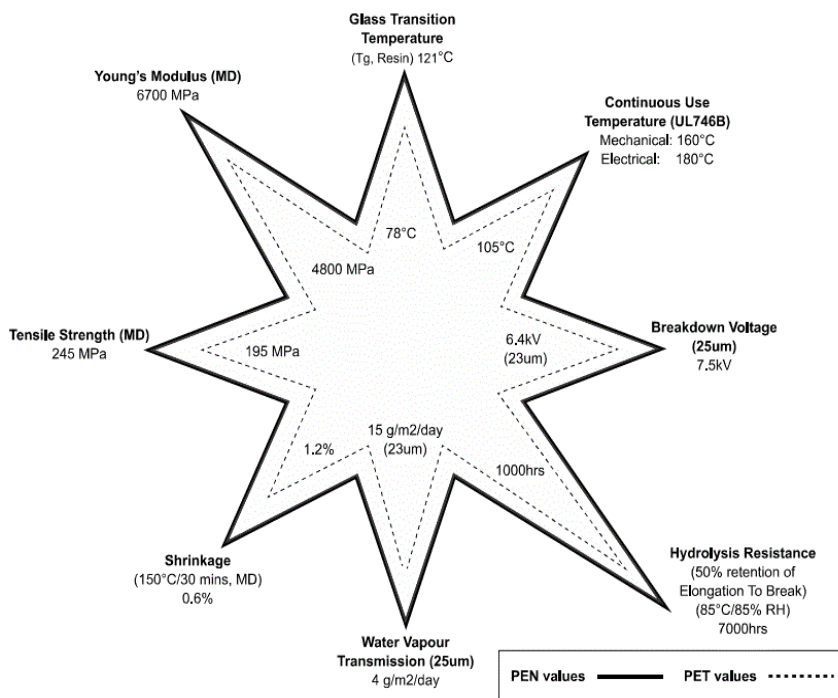 Glass Transition
Temperature
(Tg, Resin) 121°C
Young's Modulus (MD)
6700 MPa
Continuous Use
Temperature (UL746B)
Mechanical: 160°C
Electrical: 180°C
78°C
105°C
4800 MPa
Tensile Strength (MD)
245 MPa
195 MPa
6.4kV
(23um)
Breakdown Voltage
(25um)
7.5kV
15 g/m2/day
(23um)
1.2%
1000hrs
Shrinkage
(150°C/30 mins, MD)
0.6%
Hydrolysis Resistance
(50% retention of
Elongation To Break)
(85°C/85% RH)
7000hrs
Water Vapour
Transmission (25um)
4 g/m2/day
PEN values
PET values